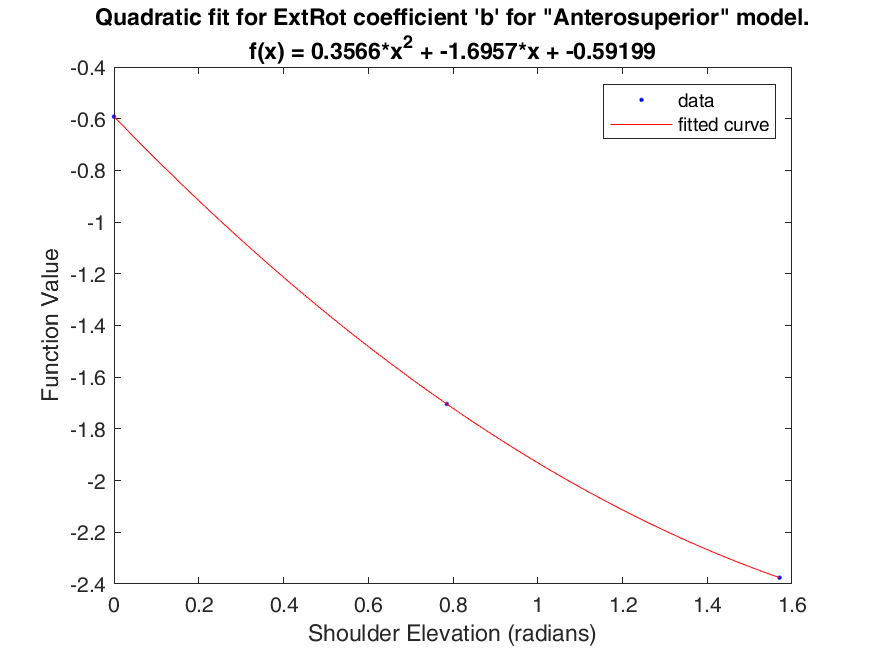 Quadratic fit for ExtRot coefficient 'b' for "Anterosuperior" model.
f(x) = 0.3566*x² + -1.6957*x + -0.59199
-0.4
-0.6
-0.8
-1
-1.2
-1.4
-1.6
-1.8
-2
-2.2
-2.4
Function Value
data
fitted curve
0 0.2 0.4 0.6 0.8 1 1.2 1.4 1.6
Shoulder Elevation (radians)